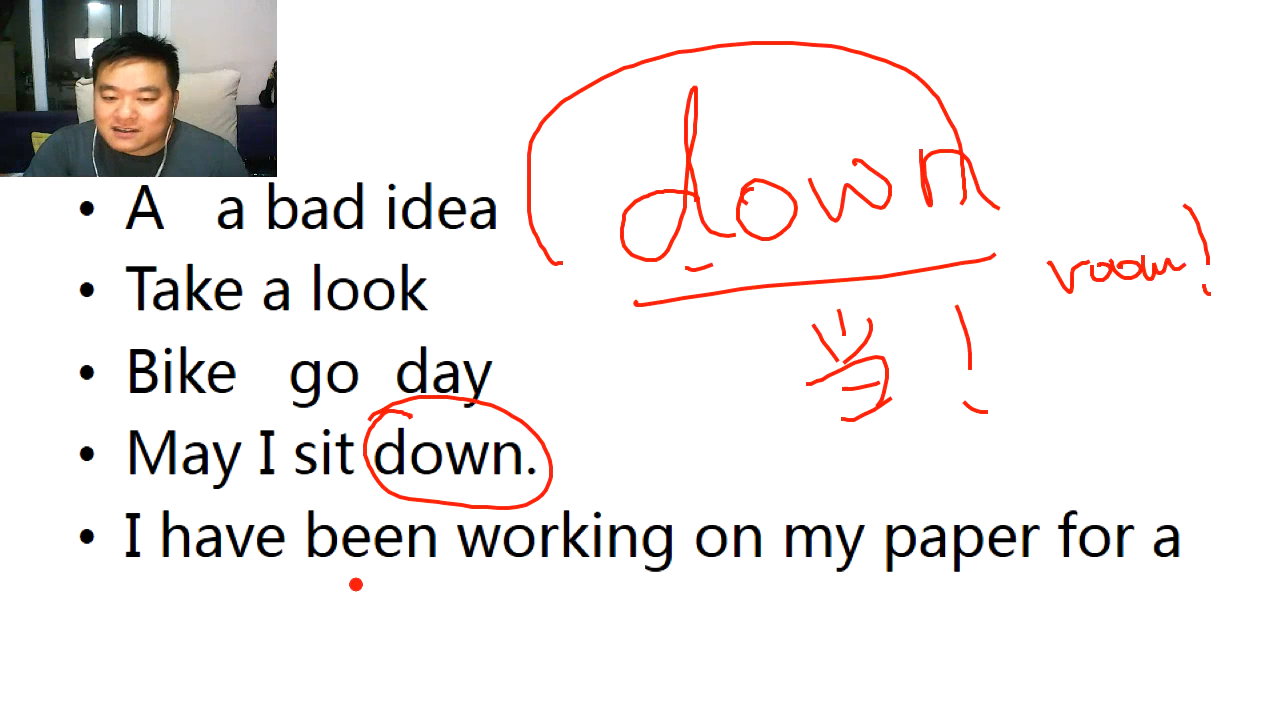 • A a bad idea
• Take a look
• Bike go day
• May I sit down.
• I have been working on my paper for a
down
room!
当!